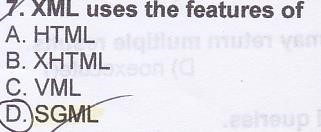 7. XML uses the features of
A. HTML
B. XHTML
C. VML
D. SGML